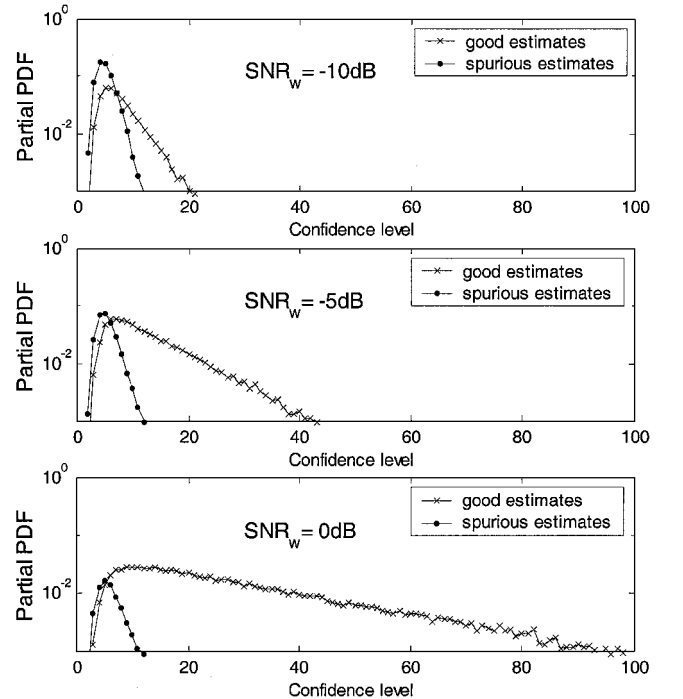 10^0
10^-2
Partial PDF
good estimates
spurious estimates
SNR_w= -10dB
0 20 40 60 80 100
Confidence level
10^0
10^-2
Partial PDF
good estimates
spurious estimates
SNR_w= -5dB
0 20 40 60 80 100
Confidence level
10^0
10^-2
Partial PDF
good estimates
spurious estimates
SNR_w= 0dB
0 20 40 60 80 100
Confidence level